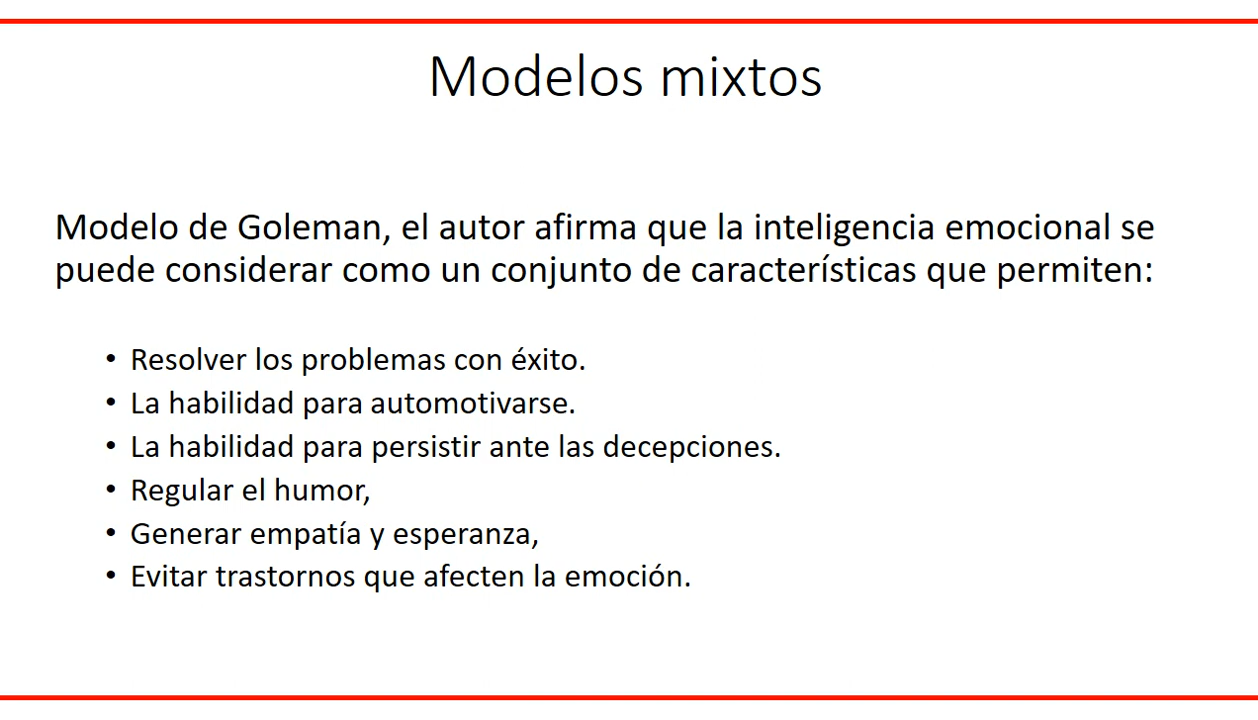 Modelos mixtos
Modelo de Goleman, el autor afirma que la inteligencia emocional se
puede considerar como un conjunto de características que permiten:
• Resolver los problemas con éxito.
• La habilidad para automotivarse.
• La habilidad para persistir ante las decepciones.
• Regular el humor,
• Generar empatía y esperanza,
• Evitar trastornos que afecten la emoción.